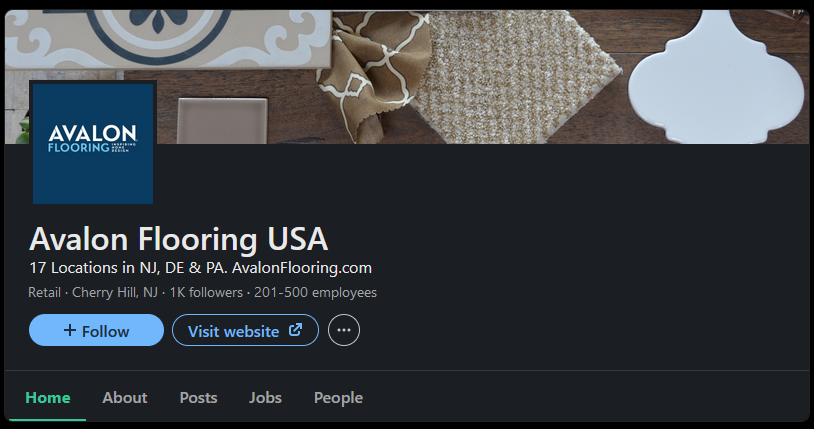 AVALON
FLOORING INSPIRING HOME DESIGN
Avalon Flooring USA
17 Locations in NJ, DE & PA. AvalonFlooring.com
Retail · Cherry Hill, NJ · 1K followers · 201-500 employees
+ Follow Visit website ···
Home About Posts Jobs People